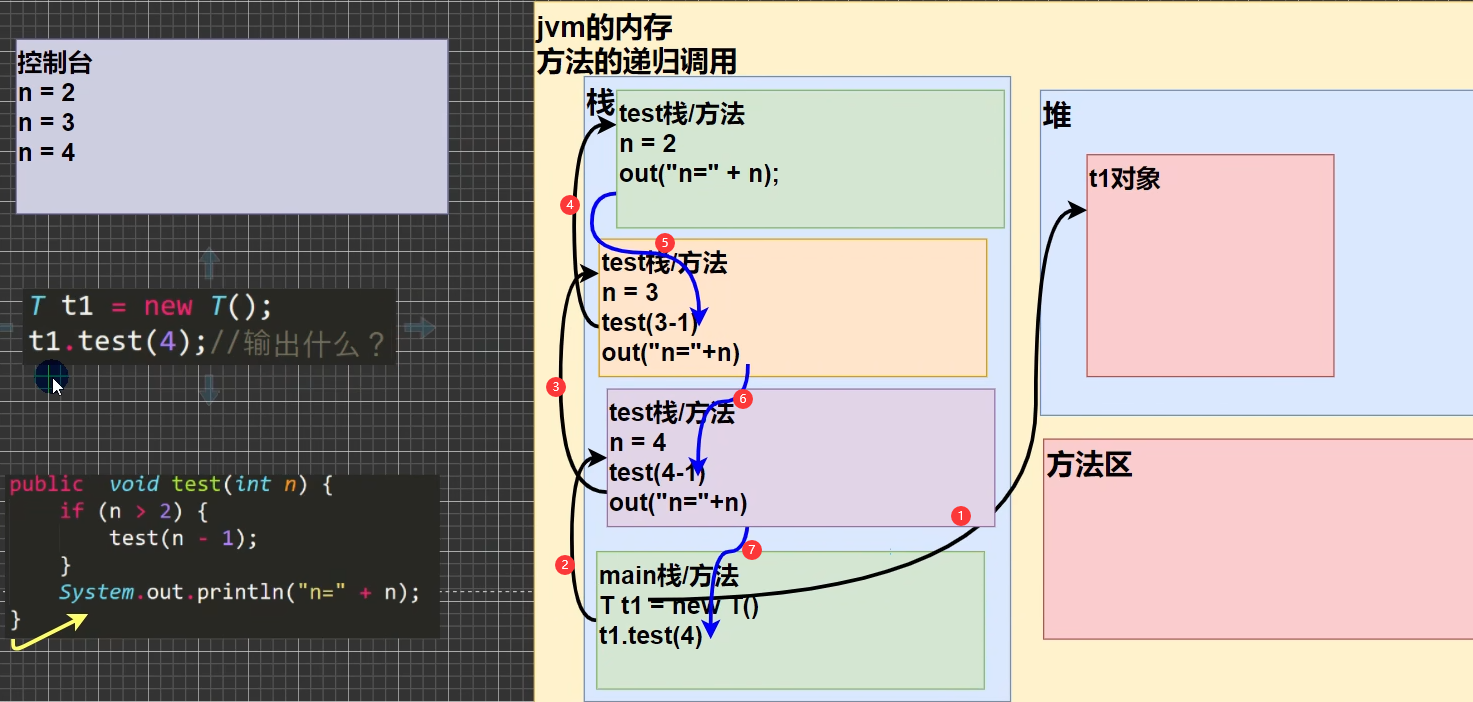 控制台
n = 2
n = 3
n = 4
T t1 = new T();
t1.test(4);//输出什么？
public void test(int n) {
if (n > 2) {
test(n - 1);
}
System.out.println("n=" + n);
}
jvm的内存
方法的递归调用
栈
test栈/方法
n = 2
out("n=" + n);
4
5
test栈/方法
n = 3
test(3-1)
out("n="+n)
3
6
test栈/方法
n = 4
test(4-1)
out("n="+n)
1
2
7
main栈/方法
T t1 = new T()
t1.test(4)
堆
t1对象
方法区